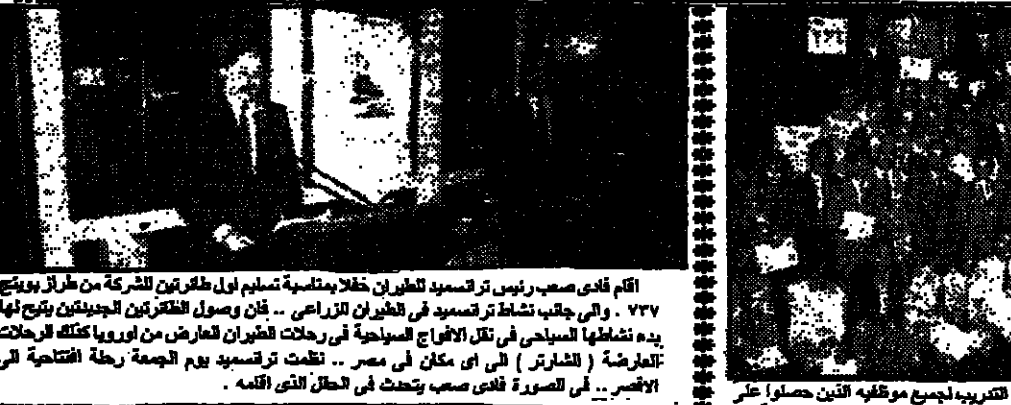 اقام فادى صعب رئيس ترانسميد للطيران حفلا بمناسبة تسليم اول طائرتين للشركة من طراز بوينج
٧٣٧ . والى جانب نشاط ترانسميد فى الطيران الزراعى .. فان وصول الطائرتين الجديدتين يتيح لها
بدء نشاطها السياحى فى نقل الافواج السياحية فى رحلات الطيران العارض من اوروبا كذلك الرحلات
العارضة ( الشارتر ) الى اى مكان فى مصر .. نظمت ترانسميد يوم الجمعة رحلة افتتاحية الى
الاقصر .. فى الصورة فادى صعب يتحدث فى الحفل الذى اقامه .
التدريب لجميع موظفيه الذين حصلوا على